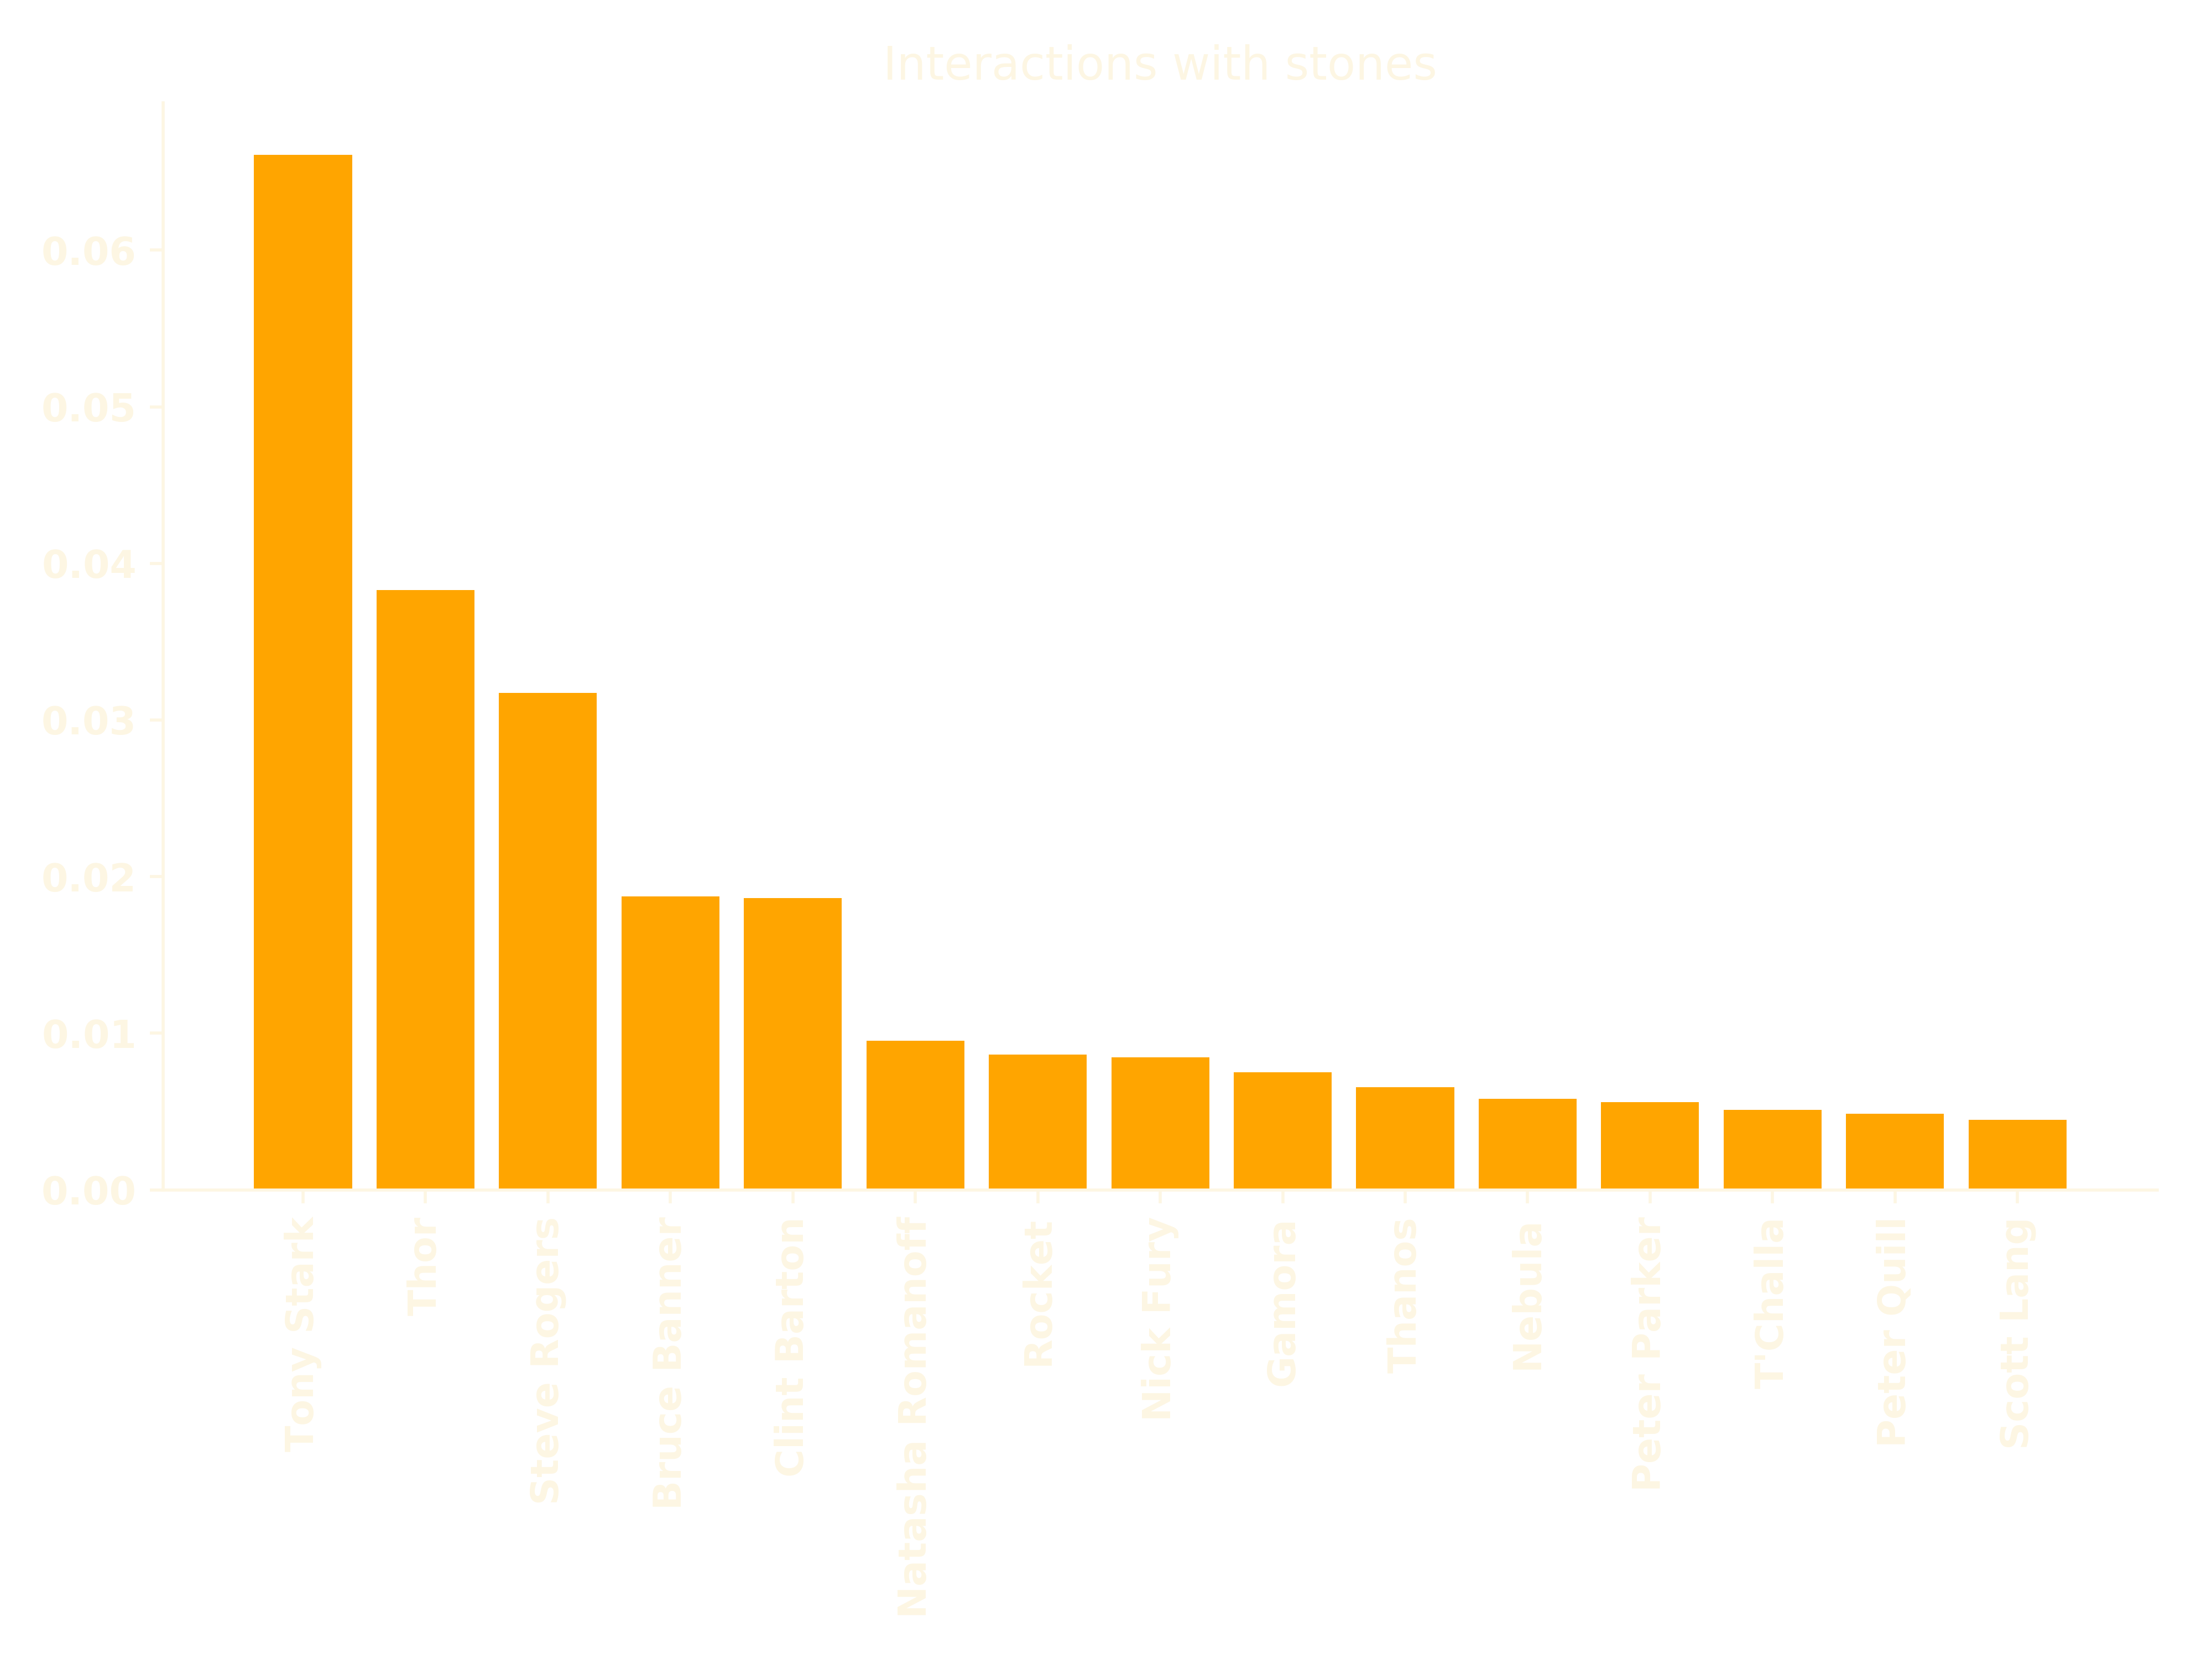 Interactions with stones
0.06
0.05
0.04
0.03
0.02
0.01
0.00
Tony Stark
Thor
Steve Rogers
Bruce Banner
Clint Barton
Natasha Romanoff
Rocket
Nick Fury
Gamora
Thanos
Nebula
Peter Parker
T'Challa
Peter Quill
Scott Lang